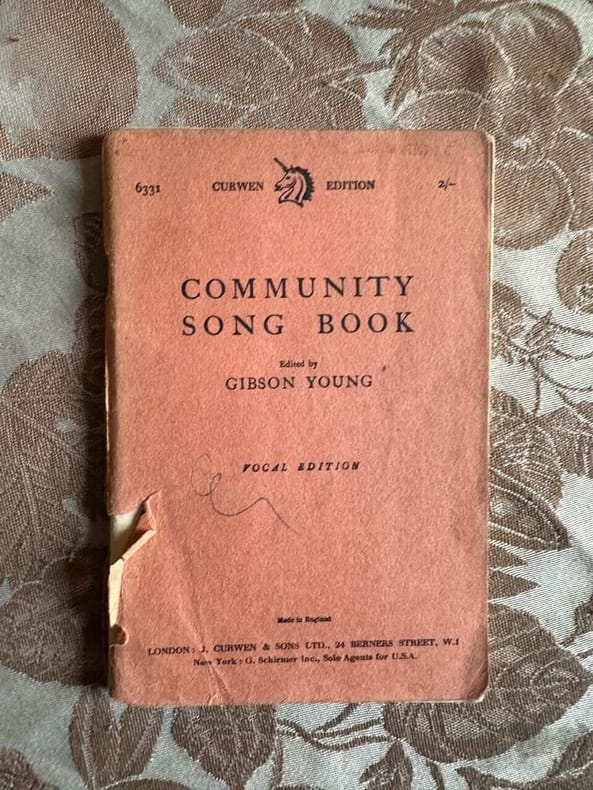 6331 CURWEN EDITION 2/-
COMMUNITY
SONG BOOK
Edited by
GIBSON YOUNG
VOCAL EDITION
Made in England
LONDON: J. CURWEN & SONS LTD., 24 BERNERS STREET, W.1
New York: G. Schirmer Inc., Sole Agents for U.S.A.